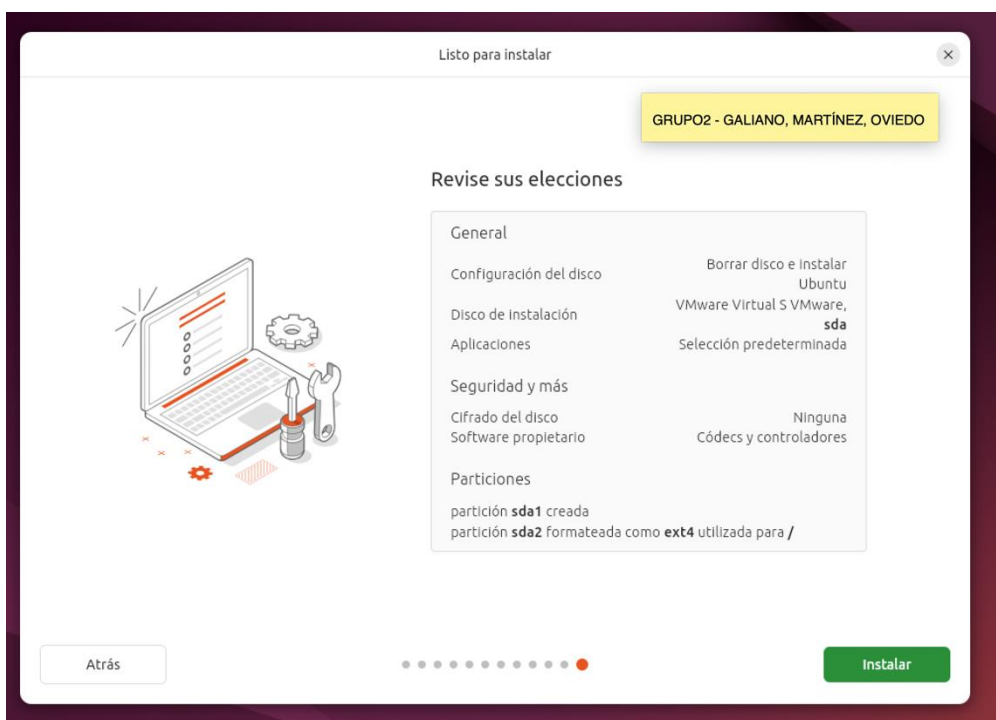 Listo para instalar
GRUPO2 - GALIANO, MARTÍNEZ, OVIEDO
Revise sus elecciones
General
Configuración del disco
Borrar disco e instalar
Ubuntu
Disco de instalación
VMware Virtual S VMware,
sda
Aplicaciones
Selección predeterminada
Seguridad y más
Cifrado del disco
Ninguna
Software propietario
Códecs y controladores
Particiones
partición sda1 creada
partición sda2 formateada como ext4 utilizada para /
Atrás
Instalar